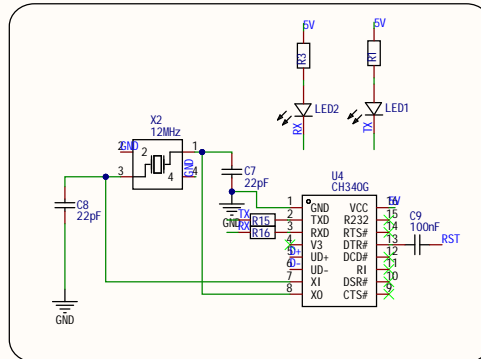 5V
5V
R3
R1
LED2
LED1
RX
TX
X2
12MHz
GND
2
2
1
3
4
4
GND
C7
22pF
C8
22pF
GND
GND
TX
R15
RX
R16
U4
CH340G
1 GND VCC 16 5V
2 TXD R232 15
3 RXD RTS# 14
4 V3 DTR# 13
D+ 5 UD+ DCD# 12
D- 6 UD- RI 11
7 XI DSR# 10
8 XO CTS# 9
C9
100nF
RST